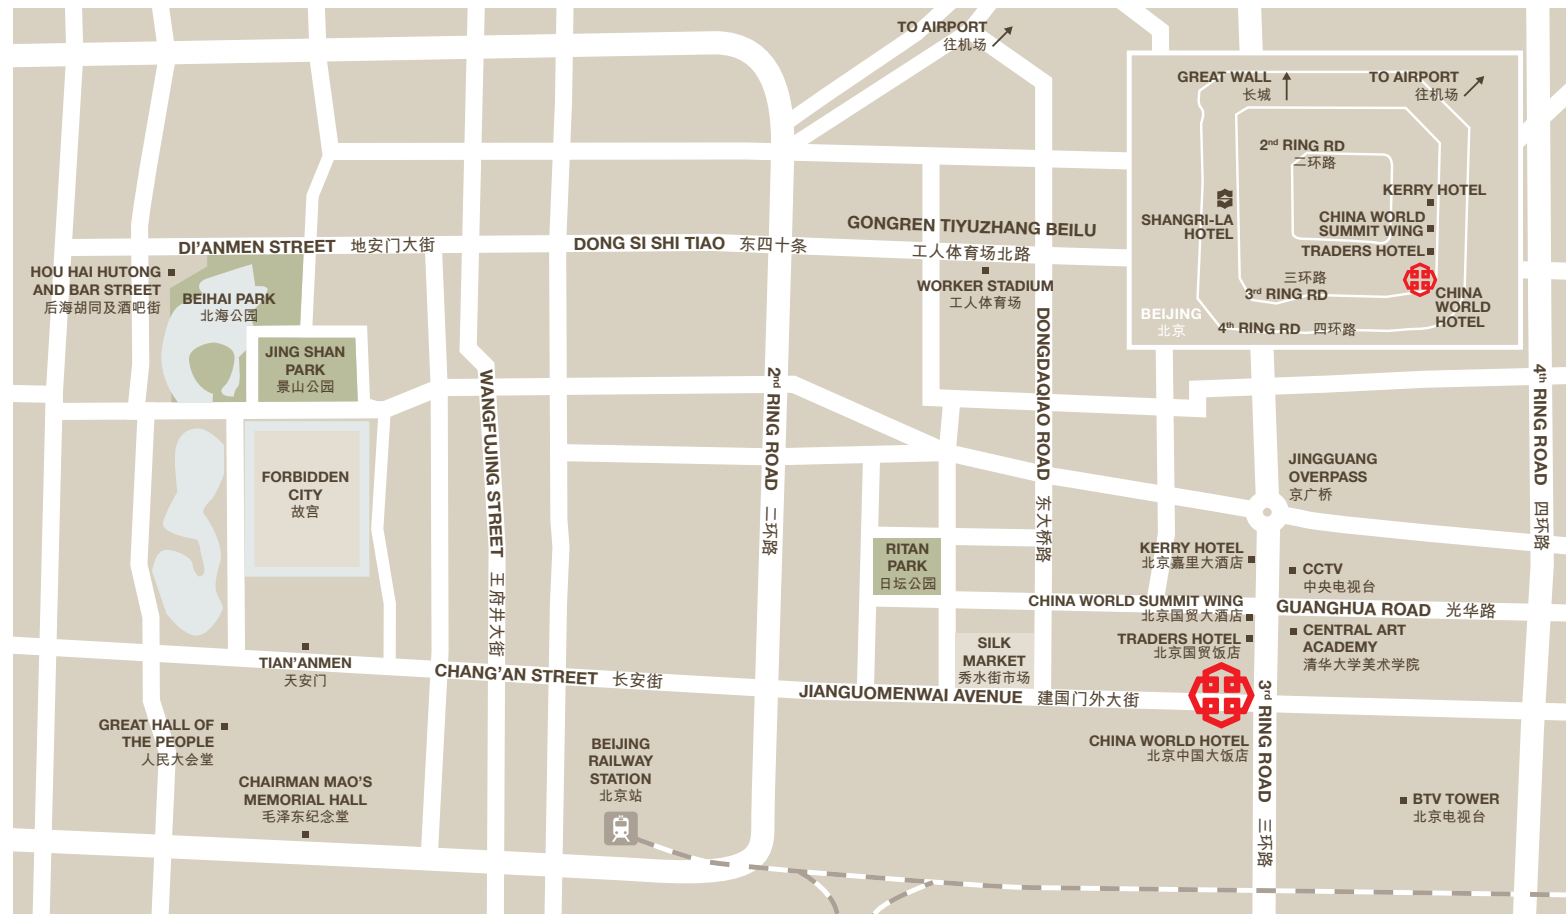 TO AIRPORT
往机场
GREAT WALL
长城
TO AIRPORT
往机场
2nd RING RD
二环路
KERRY HOTEL
SHANGRI-LA
HOTEL
CHINA WORLD
SUMMIT WING
TRADERS HOTEL
三环路
3rd RING RD
CHINA
WORLD
HOTEL
BEIJING
北京
4th RING RD 四环路
DI'ANMEN STREET 地安门大街
DONG SI SHI TIAO 东四十条
GONGREN TIYUZHANG BEILU
工人体育场北路
HOU HAI HUTONG
AND BAR STREET
后海胡同及酒吧街
BEIHAI PARK
北海公园
WORKER STADIUM
工人体育场
JING SHAN
PARK
景山公园
WANGFUJING STREET 王府井大街
2nd RING ROAD 二环路
DONGDAQIAO ROAD 东大桥路
4th RING ROAD 四环路
FORBIDDEN
CITY
故宫
JINGGUANG
OVERPASS
京广桥
RITAN
PARK
日坛公园
KERRY HOTEL
北京嘉里大酒店
CCTV
中央电视台
CHINA WORLD SUMMIT WING
北京国贸大酒店
GUANGHUA ROAD 光华路
TRADERS HOTEL
北京国贸饭店
CENTRAL ART
ACADEMY
清华大学美术学院
SILK
MARKET
秀水街市场
TIAN'ANMEN
天安门
CHANG'AN STREET 长安街
JIANGUOMENWAI AVENUE 建国门外大街
3rd RING ROAD 三环路
GREAT HALL OF
THE PEOPLE
人民大会堂
CHINA WORLD HOTEL
北京中国大饭店
BEIJING
RAILWAY
STATION
北京站
CHAIRMAN MAO'S
MEMORIAL HALL
毛泽东纪念堂
BTV TOWER
北京电视台